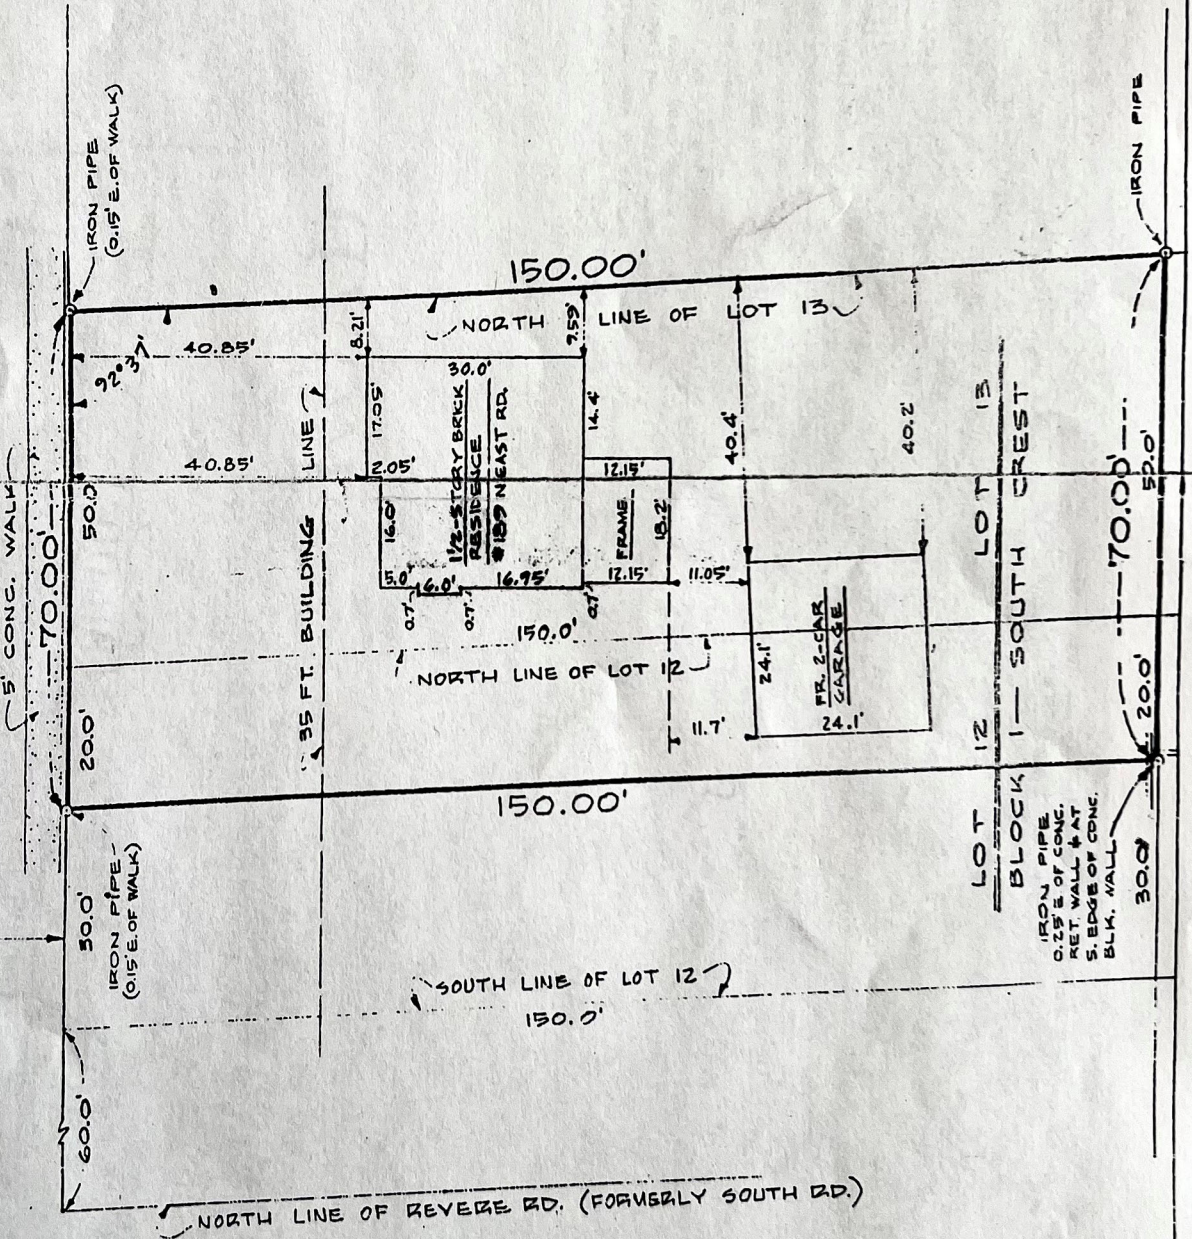 5' CONC. WALK
70.00'
IRON PIPE
(0.15' E. OF WALK)
92° 37'
40.85'
40.85'
50.0'
20.0'
30.0'
IRON PIPE
(0.15' E. OF WALK)
60.0'
35 FT. BUILDING LINE
150.00'
NORTH LINE OF LOT 13
8.21'
9.59'
30.0'
17.05'
14.4'
2.05'
1½-STORY BRICK
RESIDENCE
#189 N EAST RD.
16.0'
5.0'
6.0'
16.95'
0.7'
0.7'
0.7'
12.15'
FRAME
18.2'
12.15'
11.05'
40.4'
40.2'
FR. 2-CAR
GARAGE
24.1'
24.1'
11.7'
150.0'
NORTH LINE OF LOT 12
150.00'
SOUTH LINE OF LOT 12
150.0'
LOT 12 LOT 13
BLOCK 1 — SOUTH CREST
IRON PIPE
70.00'
50.0'
20.0'
30.0'
IRON PIPE
0.25' E OF CONC.
RET. WALL & AT
S. EDGE OF CONC.
BLK. WALL
NORTH LINE OF REVERE RD. (FORMERLY SOUTH RD.)